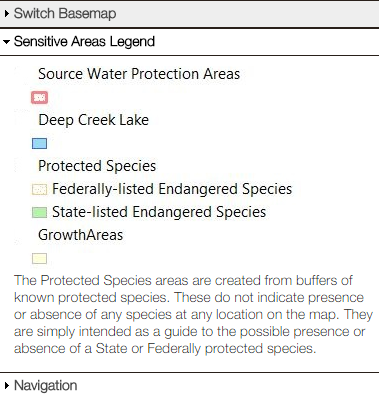 Switch Basemap
Sensitive Areas Legend
Source Water Protection Areas
Deep Creek Lake
Protected Species
Federally-listed Endangered Species
State-listed Endangered Species
GrowthAreas
The Protected Species areas are created from buffers of
known protected species. These do not indicate presence
or absence of any species at any location on the map. They
are simply intended as a guide to the possible presence or
absence of a State or Federally protected species.
Navigation